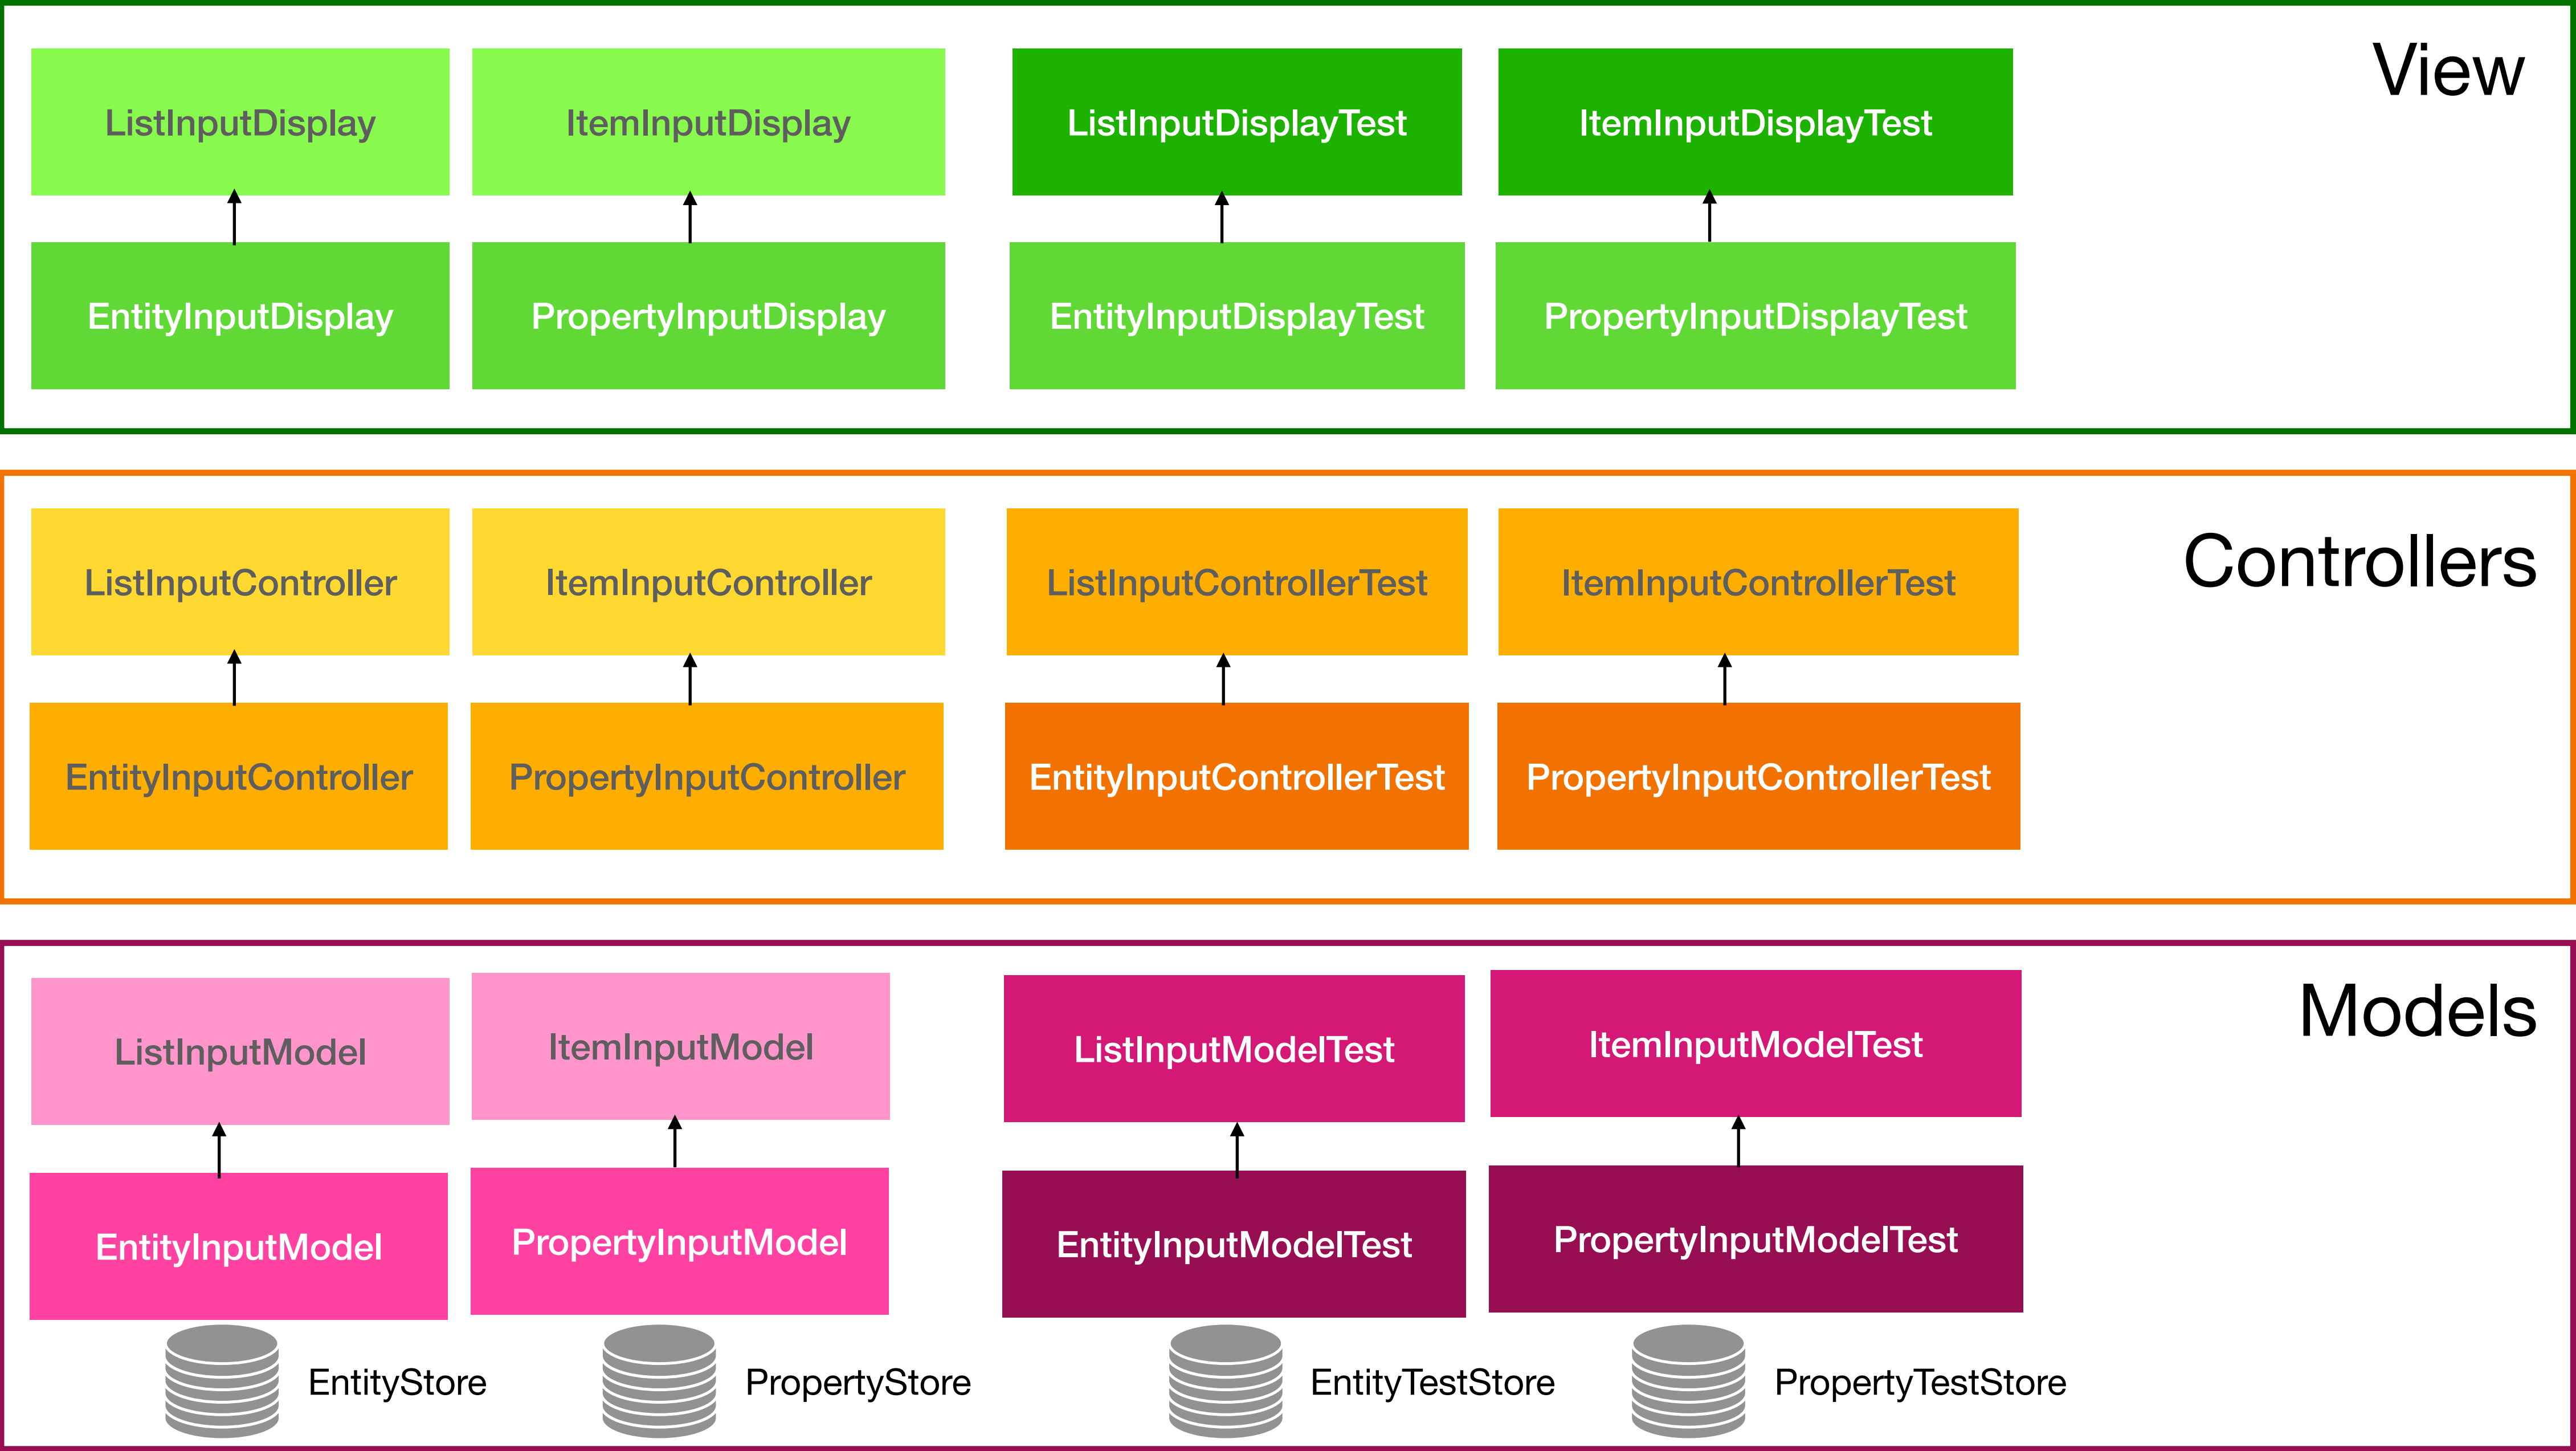 View
ListInputDisplay
ItemInputDisplay
ListInputDisplayTest
ItemInputDisplayTest
EntityInputDisplay
PropertyInputDisplay
EntityInputDisplayTest
PropertyInputDisplayTest
Controllers
ListInputController
ItemInputController
ListInputControllerTest
ItemInputControllerTest
EntityInputController
PropertyInputController
EntityInputControllerTest
PropertyInputControllerTest
Models
ListInputModel
ItemInputModel
ListInputModelTest
ItemInputModelTest
EntityInputModel
PropertyInputModel
EntityInputModelTest
PropertyInputModelTest
EntityStore
PropertyStore
EntityTestStore
PropertyTestStore